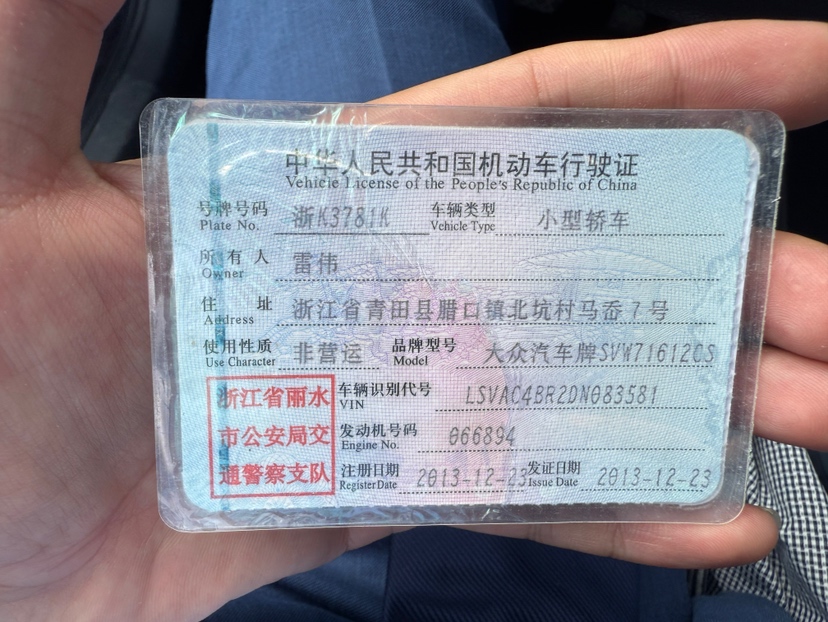 中华人民共和国机动车行驶证
Vehicle License of the People's Republic of China
号牌号码 浙K3781K 车辆类型 小型轿车
Plate No. Vehicle Type
所有人 雷伟
Owner
住址 浙江省青田县腊口镇北坑村马岙7号
Address
使用性质 非营运 品牌型号 大众汽车牌SVW71612CS
Use Character Model
浙江省丽水 车辆识别代号 LSVAC4BR2DN083581
VIN
市公安局交 发动机号码 066894
Engine No.
通警察支队 注册日期 2013-12-23 发证日期 2013-12-23
Register Date Issue Date